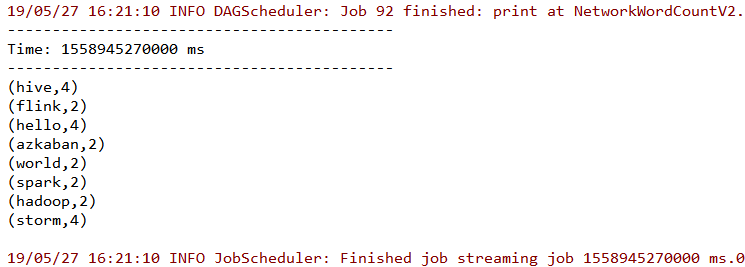 19/05/27 16:21:10 INFO DAGScheduler: Job 92 finished: print at NetworkWordCountV2.
-------------------------------------------
Time: 1558945270000 ms
-------------------------------------------
(hive,4)
(flink,2)
(hello,4)
(azkaban,2)
(world,2)
(spark,2)
(hadoop,2)
(storm,4)
19/05/27 16:21:10 INFO JobScheduler: Finished job streaming job 1558945270000 ms.0